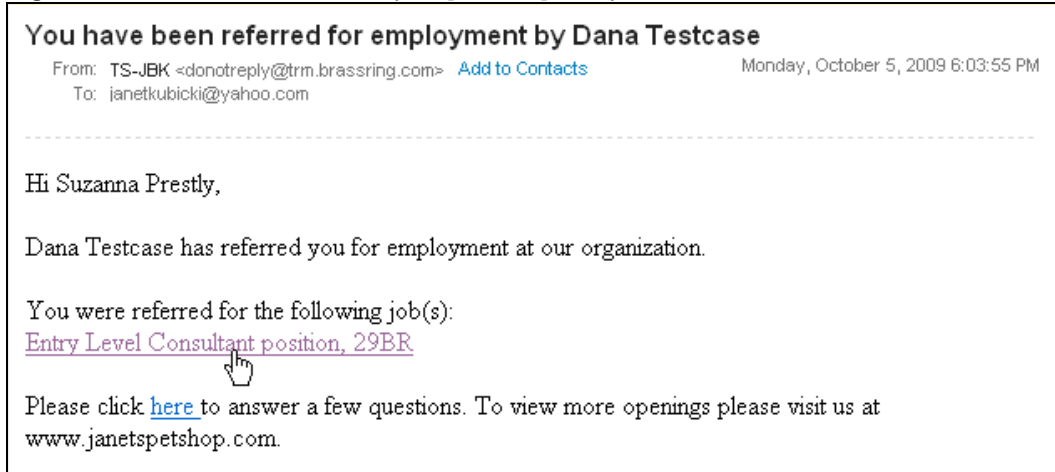 You have been referred for employment by Dana Testcase
From: TS-JBK <donotreply@trm.brassring.com> Add to Contacts Monday, October 5, 2009 6:03:55 PM
To: janetkubicki@yahoo.com
Hi Suzanna Prestly,
Dana Testcase has referred you for employment at our organization.
You were referred for the following job(s):
Entry Level Consultant position, 29BR
Please click here to answer a few questions. To view more openings please visit us at
www.janetspetshop.com.